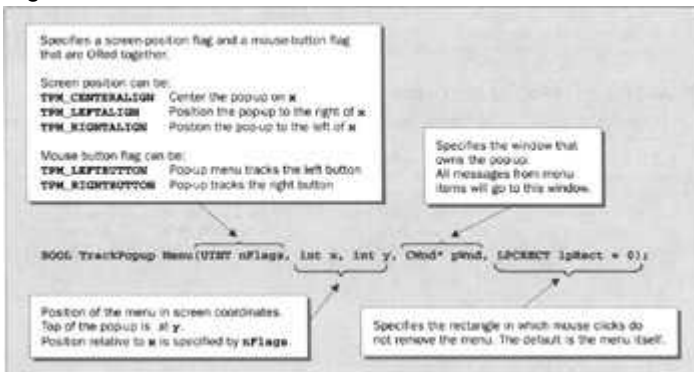 Specifies a screen-position flag and a mouse-button flag
that are ORed together.
Screen position can be:
TPM_CENTERALIGN Center the pop-up on x
TPM_LEFTALIGN Position the pop-up to the right of x
TPM_RIGHTALIGN Position the pop-up to the left of x
Mouse button flag can be:
TPM_LEFTBUTTON Pop-up menu tracks the left button
TPM_RIGHTBUTTON Pop-up tracks the right button
Specifies the window that
owns the pop-up.
All messages from menu
items will go to this window.
BOOL TrackPopup Menu(UINT nFlags, int x, int y, CWnd* pWnd, LPCRECT lpRect = 0);
Position of the menu in screen coordinates.
Top of the pop-up is at y.
Position relative to x is specified by nFlags.
Specifies the rectangle in which mouse clicks do
not remove the menu. The default is the menu itself.